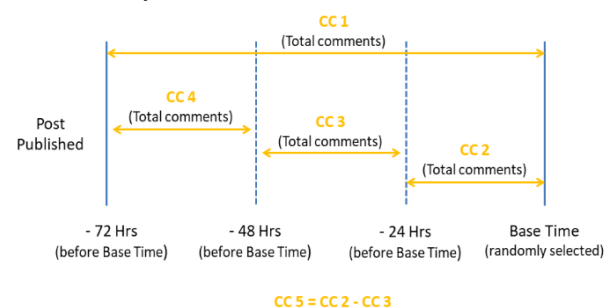 CC 1
(Total comments)
CC 4
(Total comments)
CC 3
(Total comments)
CC 2
(Total comments)
Post
Published
- 72 Hrs
(before Base Time)
- 48 Hrs
(before Base Time)
- 24 Hrs
(before Base Time)
Base Time
(randomly selected)
CC 5 = CC 2 - CC 3